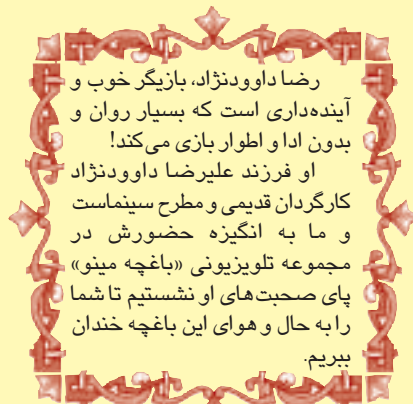 رضا داوودنژاد، بازیگر خوب و
آینده‌داری است که بسیار روان و
بدون ادا و اطوار بازی می‌کند!
او فرزند علیرضا داوودنژاد
کارگردان قدیمی و مطرح سینماست
و ما به انگیزه حضورش در
مجموعه تلویزیونی «باغچه مینو»
پای صحبت‌های او نشستیم تا شما
را به حال و هوای این باغچه خندان
ببریم.